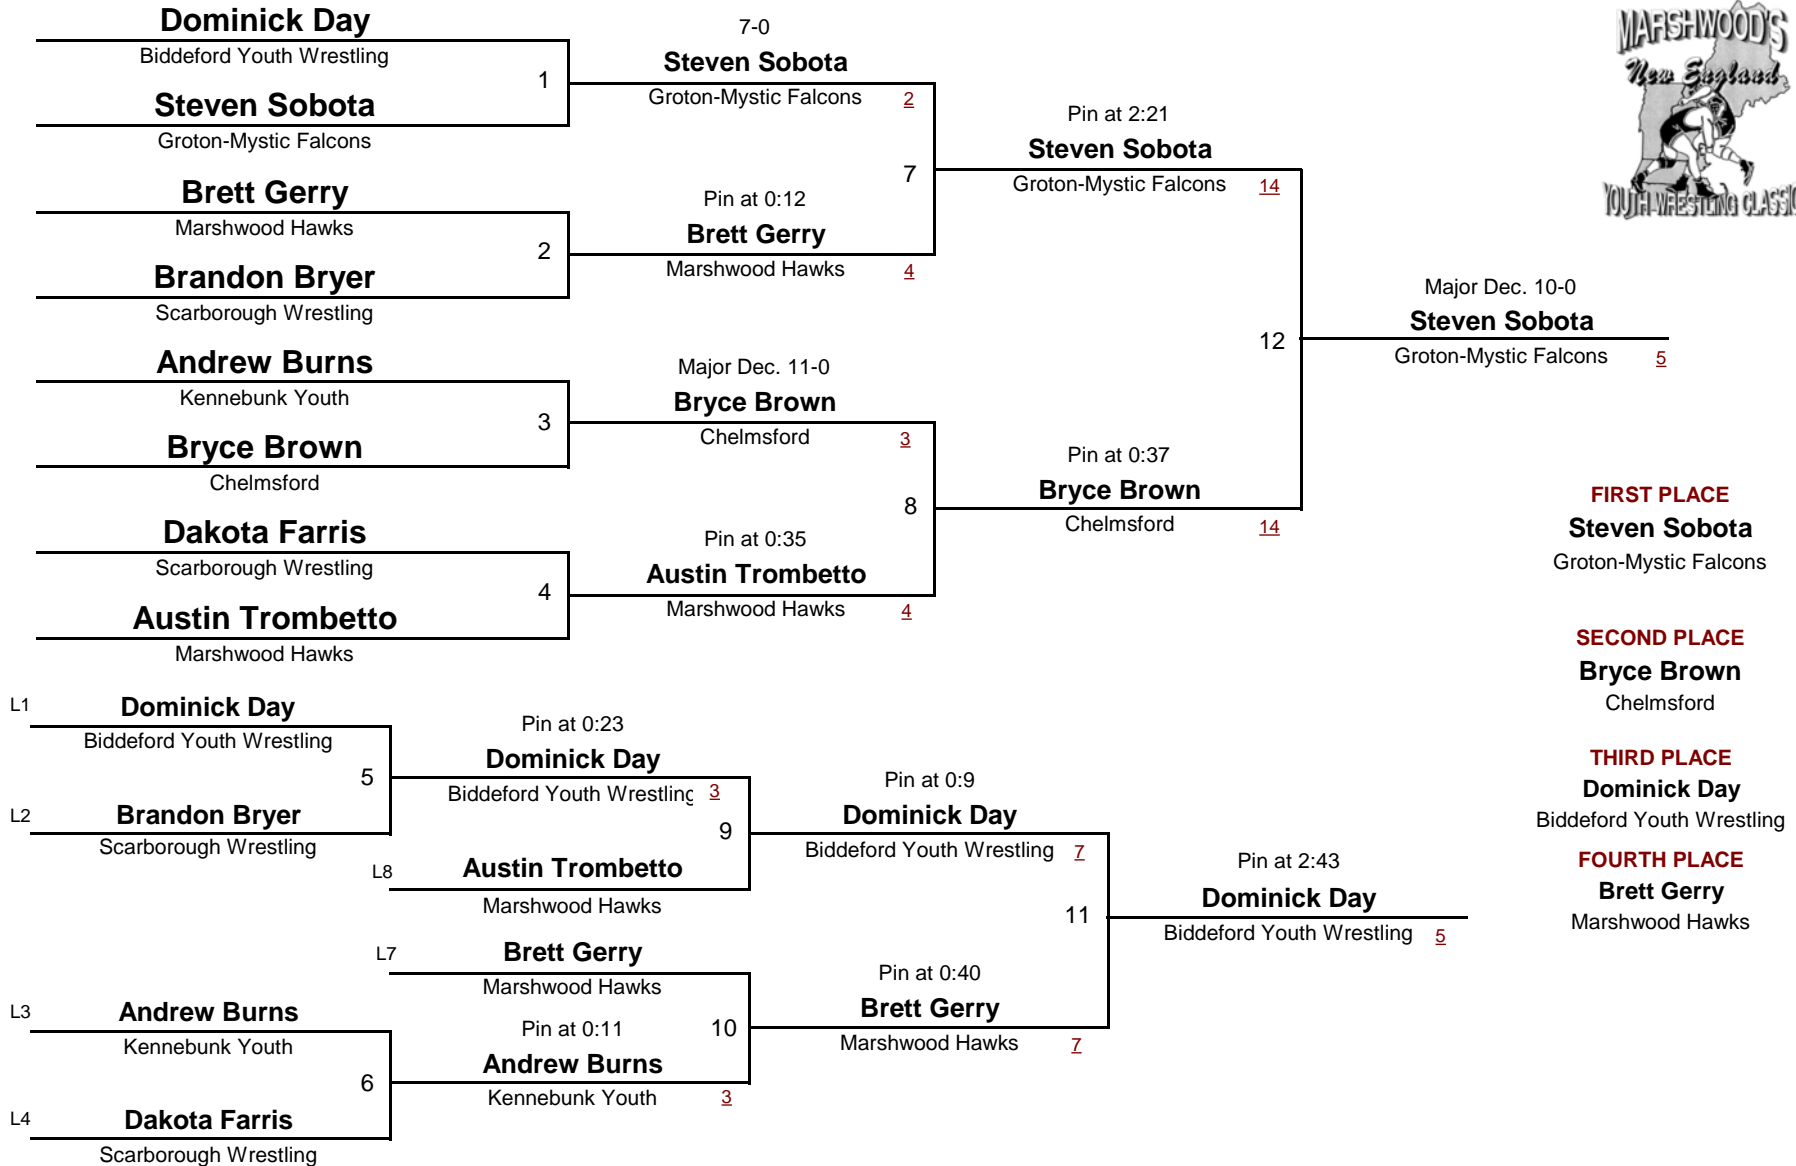 Dominick Day
Biddeford Youth Wrestling
1
Steven Sobota
Groton-Mystic Falcons
Brett Gerry
Marshwood Hawks
2
Brandon Bryer
Scarborough Wrestling
Andrew Burns
Kennebunk Youth
3
Bryce Brown
Chelmsford
Dakota Farris
Scarborough Wrestling
4
Austin Trombetto
Marshwood Hawks
7-0
Steven Sobota
Groton-Mystic Falcons 2
7
Pin at 0:12
Brett Gerry
Marshwood Hawks 4
Major Dec. 11-0
Bryce Brown
Chelmsford 3
8
Pin at 0:35
Austin Trombetto
Marshwood Hawks 4
Pin at 2:21
Steven Sobota
Groton-Mystic Falcons 14
12
Pin at 0:37
Bryce Brown
Chelmsford 14
Major Dec. 10-0
Steven Sobota
Groton-Mystic Falcons 5
MARSHWOOD'S
New England
YOUTH WRESTLING CLASSIC
FIRST PLACE
Steven Sobota
Groton-Mystic Falcons
SECOND PLACE
Bryce Brown
Chelmsford
THIRD PLACE
Dominick Day
Biddeford Youth Wrestling
FOURTH PLACE
Brett Gerry
Marshwood Hawks
L1 Dominick Day
Biddeford Youth Wrestling
5
L2 Brandon Bryer
Scarborough Wrestling
L3 Andrew Burns
Kennebunk Youth
6
L4 Dakota Farris
Scarborough Wrestling
Pin at 0:23
Dominick Day
Biddeford Youth Wrestling 3
9
L8 Austin Trombetto
Marshwood Hawks
L7 Brett Gerry
Marshwood Hawks
Pin at 0:11 10
Andrew Burns
Kennebunk Youth 3
Pin at 0:9
Dominick Day
Biddeford Youth Wrestling 7
11
Pin at 0:40
Brett Gerry
Marshwood Hawks 7
Pin at 2:43
Dominick Day
Biddeford Youth Wrestling 5